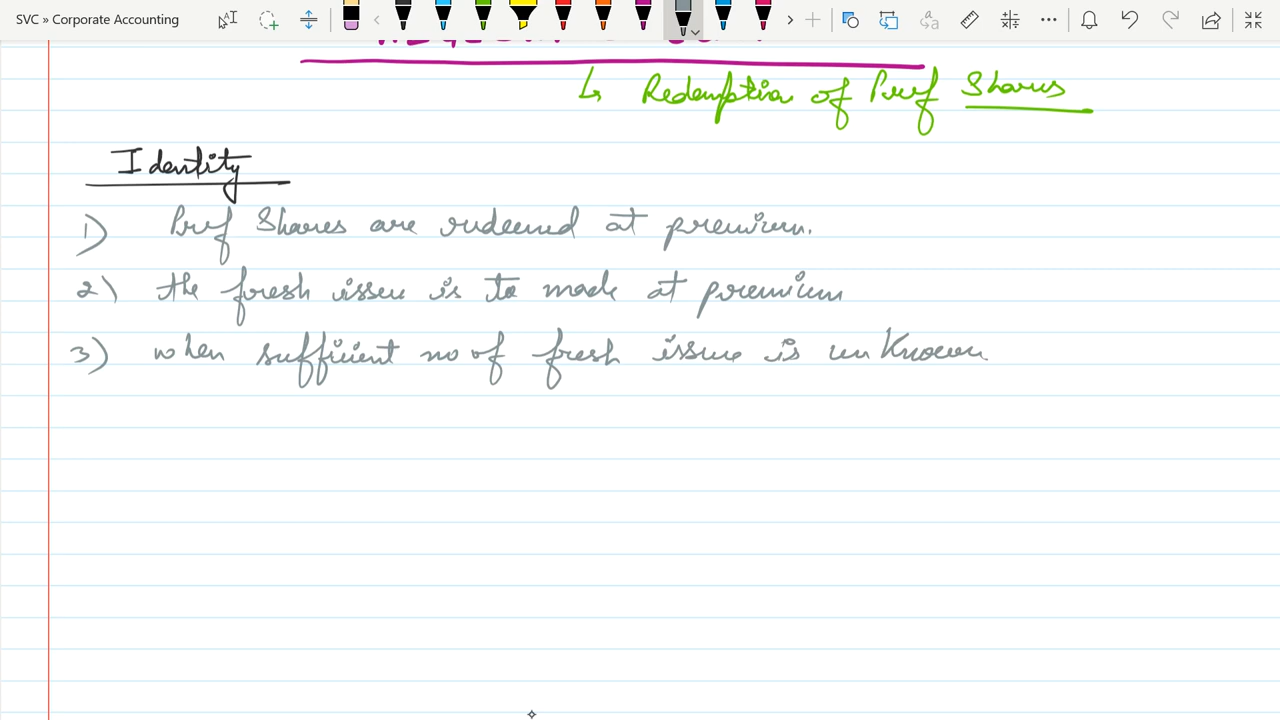 SVC » Corporate Accounting
↳ Redemption of Pref Shares
Identity
1) Pref Shares are redeemed at premium.
2) the fresh issue is to made at premium
3) when sufficient no of fresh issue is unknown.